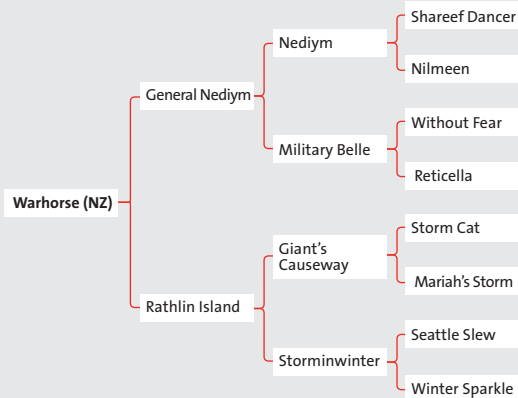 Shareef Dancer
Nediym
Nilmeen
General Nediym
Without Fear
Military Belle
Reticella
Warhorse (NZ)
Storm Cat
Giant's
Causeway
Mariah's Storm
Rathlin Island
Seattle Slew
Storminwinter
Winter Sparkle